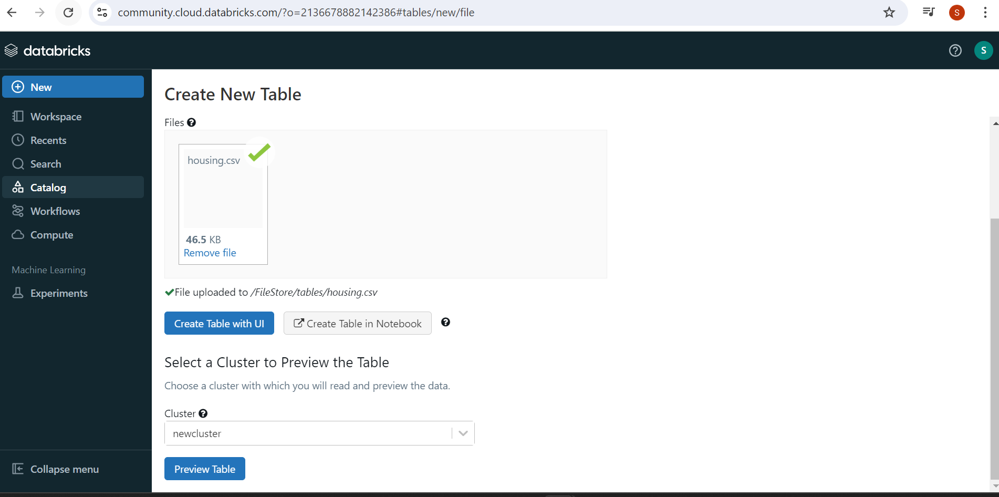 community.cloud.databricks.com/?o=2136678882142386#tables/new/file
S
databricks
S
New
Workspace
Recents
Search
Catalog
Workflows
Compute
Machine Learning
Experiments
Collapse menu
Create New Table
Files
housing.csv
46.5 KB
Remove file
File uploaded to /FileStore/tables/housing.csv
Create Table with UI
Create Table in Notebook
Select a Cluster to Preview the Table
Choose a cluster with which you will read and preview the data.
Cluster
newcluster
Preview Table